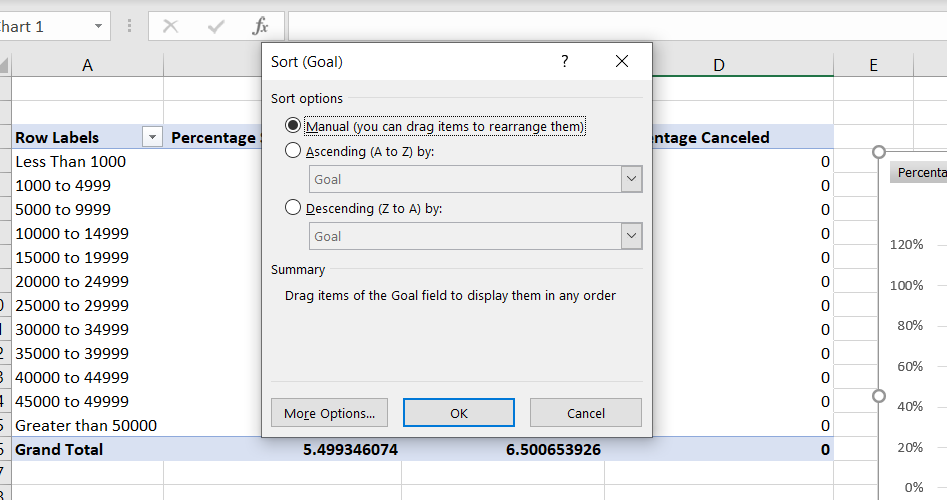 hart 1
fx
A
D
E
Sort (Goal)
?
Sort options
Manual (you can drag items to rearrange them)
Ascending (A to Z) by:
Goal
Descending (Z to A) by:
Goal
Summary
Drag items of the Goal field to display them in any order
More Options...
OK
Cancel
Row Labels
Percentage
entage Canceled
Less Than 1000
0
1000 to 4999
0
5000 to 9999
0
10000 to 14999
0
15000 to 19999
0
20000 to 24999
0
25000 to 29999
0
30000 to 34999
0
35000 to 39999
0
40000 to 44999
0
45000 to 49999
0
Greater than 50000
0
Grand Total 5.499346074 6.500653926 0
Percenta
120%
100%
80%
60%
40%
20%
0%